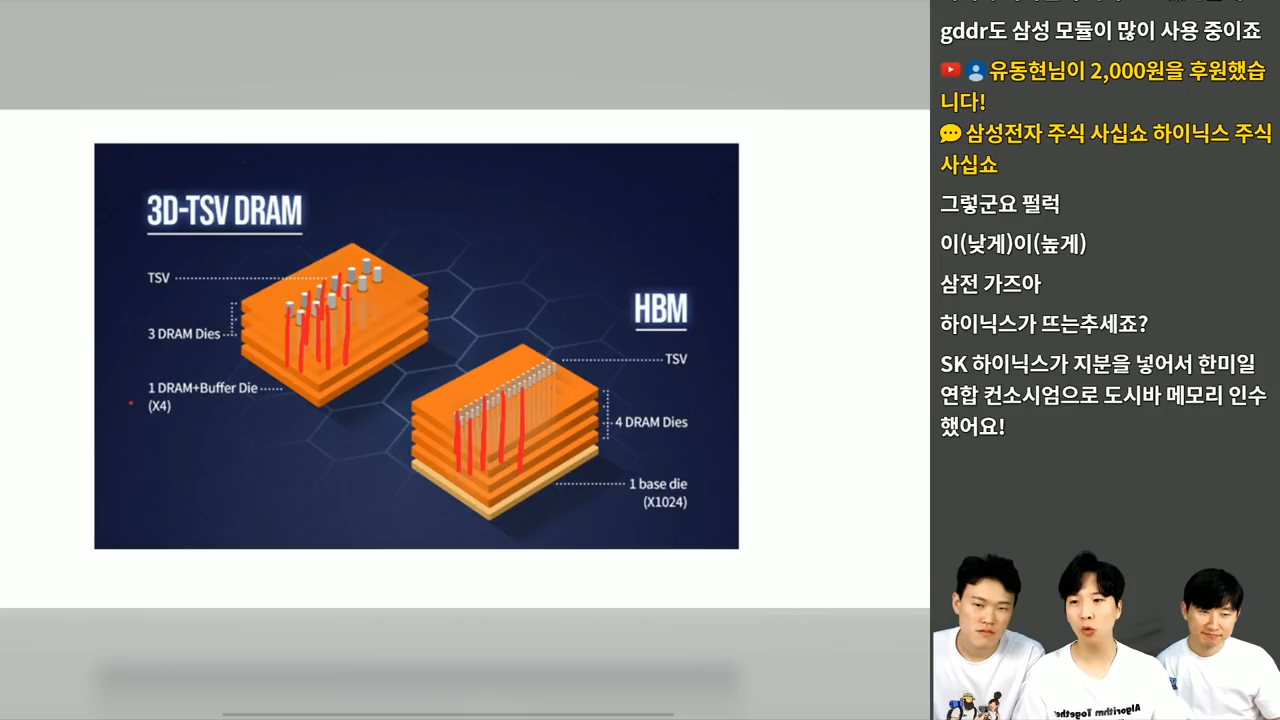 3D-TSV DRAM
TSV
3 DRAM Dies
1 DRAM+Buffer Die
(X4)
HBM
TSV
4 DRAM Dies
1 base die
(X1024)
gddr도 삼성 모듈이 많이 사용 중이죠
유동현님이 2,000원을 후원했습
니다!
삼성전자 주식 사십쇼 하이닉스 주식
사십쇼
그렇군요 펄럭
이(낮게)이(높게)
삼전 가즈아
하이닉스가 뜨는추세죠?
SK 하이닉스가 지분을 넣어서 한미일
연합 컨소시엄으로 도시바 메모리 인수
했어요!
Algorithm Together